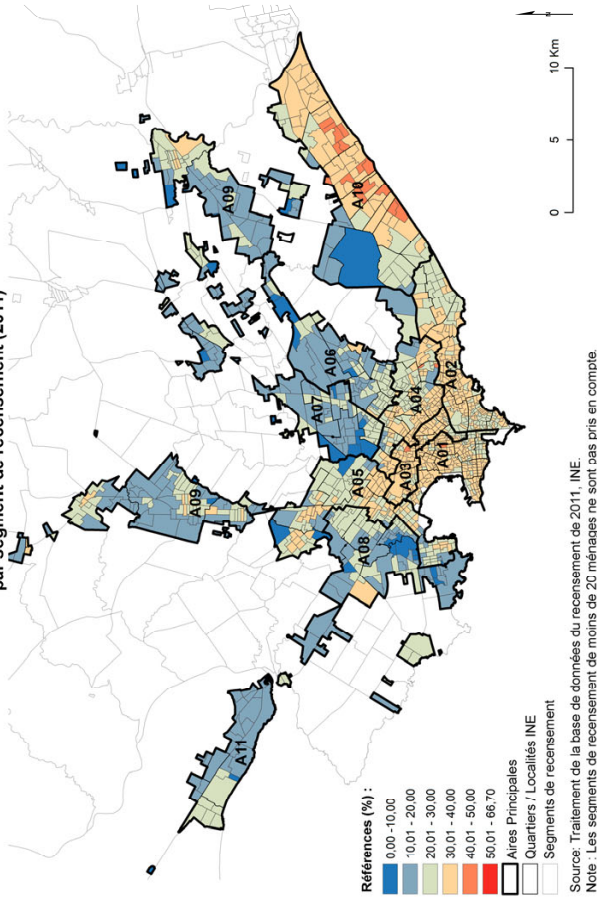 par segment de recensement (2011)
A09
A09
A06
A07
A10
A04
A02
A05
A03
A01
A08
A11
0 5 10 Km
Références (%) :
0,00 -10,00
10,01 - 20,00
20,01 - 30,00
30,01 - 40,00
40,01 - 50,00
50,01 - 66,70
Aires Principales
Quartiers / Localités INE
Segments de recensement
Source: Traitement de la base de données du recensement de 2011, INE.
Note : Les segments de recensement de moins de 20 ménages ne sont pas pris en compte.